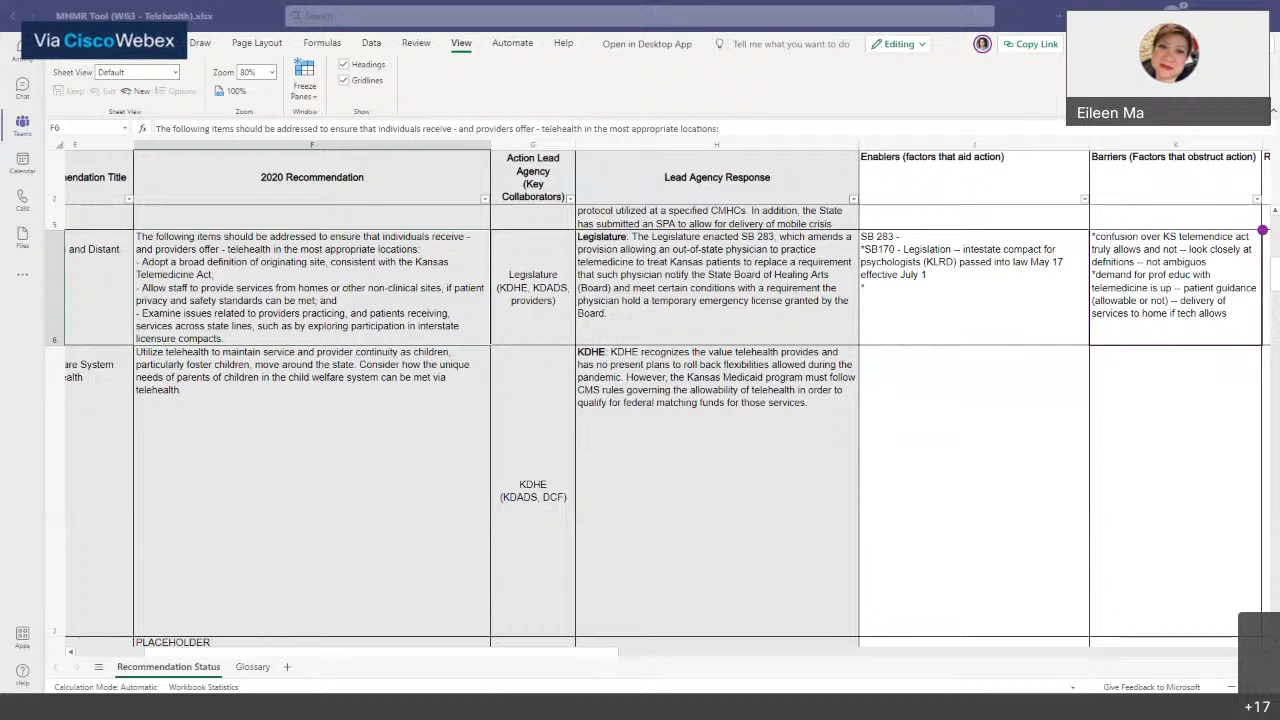 MHMR Tool (WG3 - Telehealth).xlsx
Search
Via CiscoWebex
Draw
Page Layout
Formulas
Data
Review
View
Automate
Help
Open in Desktop App
Tell me what you want to do
Editing
Copy Link
Eileen Ma
Sheet View
Default
Keep
Exit
New
Options
Sheet View
Zoom
80%
100%
Zoom
Freeze
Panes
Window
Headings
Gridlines
Show
Chat
Teams
Calendar
Calls
Files
Apps
Help
F6
fx
The following items should be addressed to ensure that individuals receive - and providers offer - telehealth in the most appropriate locations:
E
F
G
H
J
K
2
endation Title
2020 Recommendation
Action Lead
Agency
(Key
Collaborators)
Lead Agency Response
Enablers (factors that aid action)
Barriers (Factors that obstruct action)
R
5
protocol utilized at a specified CMHCs. In addition, the State
has submitted an SPA to allow for delivery of mobile crisis
6
and Distant
The following items should be addressed to ensure that individuals receive -
and providers offer - telehealth in the most appropriate locations:
- Adopt a broad definition of originating site, consistent with the Kansas
Telemedicine Act;
- Allow staff to provide services from homes or other non-clinical sites, if patient
privacy and safety standards can be met; and
- Examine issues related to providers practicing, and patients receiving,
services across state lines, such as by exploring participation in interstate
licensure compacts.
Legislature
(KDHE, KDADS,
providers)
Legislature: The Legislature enacted SB 283, which amends a
provision allowing an out-of-state physician to practice
telemedicine to treat Kansas patients to replace a requirement
that such physician notify the State Board of Healing Arts
(Board) and meet certain conditions with a requirement the
physician hold a temporary emergency license granted by the
Board.
SB 283 -
*SB170 - Legislation -- intestate compact for
psychologists (KLRD) passed into law May 17
effective July 1
*
*confusion over KS telemendice act
truly allows and not -- look closely at
defnitions -- not ambiguos
*demand for prof educ with
telemedicine is up -- patient guidance
(allowable or not) -- delivery of
services to home if tech allows
7
are System
ealth
Utilize telehealth to maintain service and provider continuity as children,
particularly foster children, move around the state. Consider how the unique
needs of parents of children in the child welfare system can be met via
telehealth.
KDHE
(KDADS, DCF)
KDHE: KDHE recognizes the value telehealth provides and
has no present plans to roll back flexibilities allowed during the
pandemic. However, the Kansas Medicaid program must follow
CMS rules governing the allowability of telehealth in order to
qualify for federal matching funds for those services.
PLACEHOLDER
Recommendation Status
Glossary
Calculation Mode: Automatic
Workbook Statistics
Give Feedback to Microsoft
+17